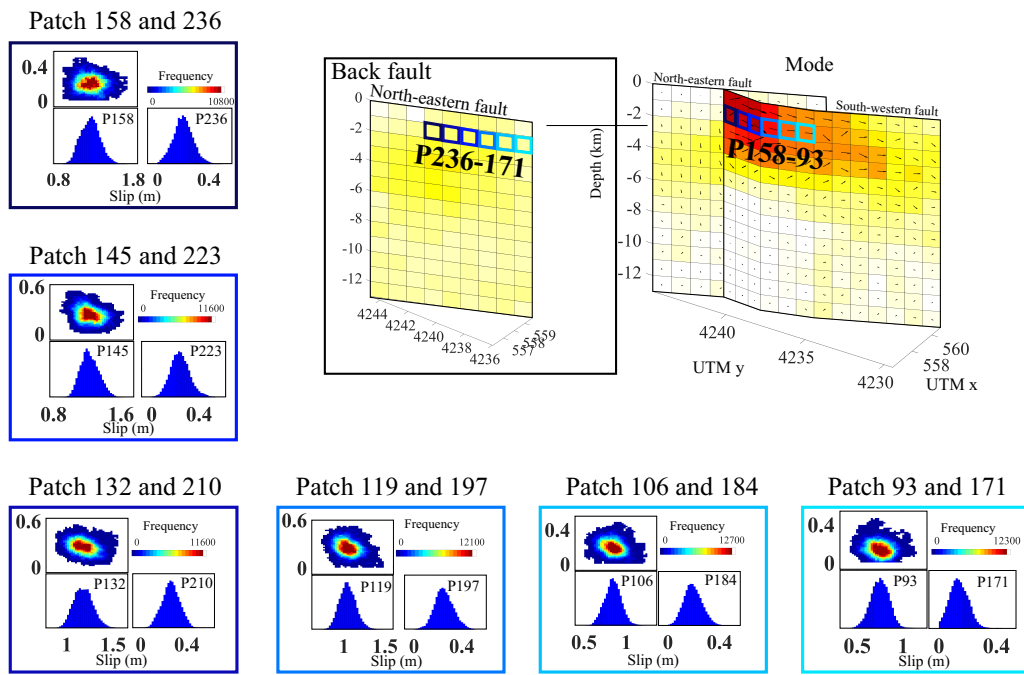 Patch 158 and 236
0.4
0
Frequency
0 10800
P158
P236
0.8 1.8 0 0.4
Slip (m)
Back fault
North-eastern fault
0
-2
-4
-6
-8
-10
-12
P236-171
4244
4242
4240
4238
4236
557
558
559
Mode
North-eastern fault
South-western fault
Depth (km)
0
-2
-4
-6
-8
-10
-12
P158-93
4240
4235
4230
UTM y
558
560
UTM x
Patch 145 and 223
0.6
0
Frequency
0 11600
P145
P223
0.8 1.6 0 0.4
Slip (m)
Patch 132 and 210
0.6
0
Frequency
0 11600
P132
P210
1 1.5 0 0.4
Slip (m)
Patch 119 and 197
0.6
0
Frequency
0 12100
P119
P197
1 1.5 0 0.4
Slip (m)
Patch 106 and 184
0.4
0
Frequency
0 12700
P106
P184
0.5 1 0 0.4
Slip (m)
Patch 93 and 171
0.4
0
Frequency
0 12300
P93
P171
0.5 1 0 0.4
Slip (m)